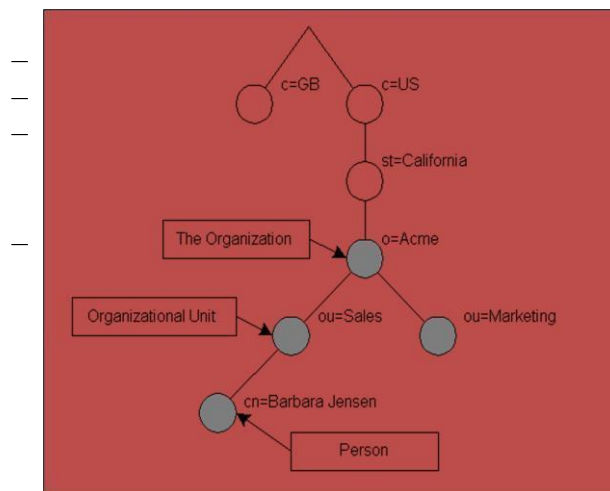 c=GB
c=US
st=California
The Organization
o=Acme
Organizational Unit
ou=Sales
ou=Marketing
cn=Barbara Jensen
Person